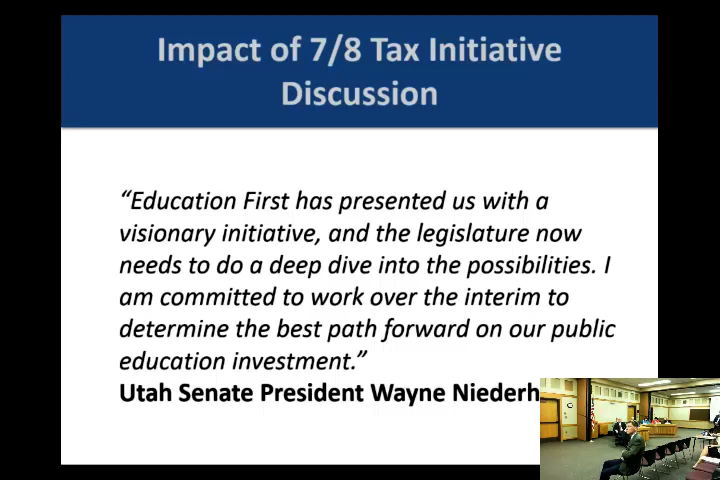 Impact of 7/8 Tax Initiative
Discussion
“Education First has presented us with a
visionary initiative, and the legislature now
needs to do a deep dive into the possibilities. I
am committed to work over the interim to
determine the best path forward on our public
education investment.”
Utah Senate President Wayne